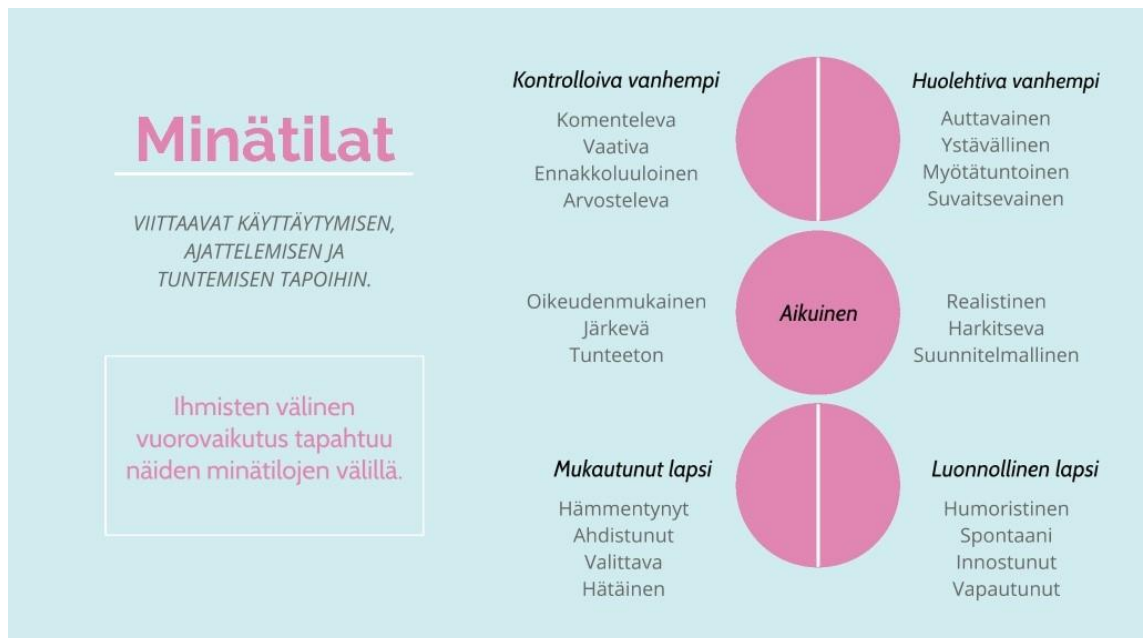 Minätilat
VIITTAAVAT KÄYTTÄYTYMISEN,
AJATTELEMISEN JA
TUNTEMISEN TAPOIHIN.
Ihmisten välinen
vuorovaikutus tapahtuu
näiden minätilojen välillä.
Kontrolloiva vanhempi
Komenteleva
Vaativa
Ennakkoluuloinen
Arvosteleva
Huolehtiva vanhempi
Auttavainen
Ystävällinen
Myötätuntoinen
Suvaitsevainen
Oikeudenmukainen
Järkevä
Tunteeton
Aikuinen
Realistinen
Harkitseva
Suunnitelmallinen
Mukautunut lapsi
Hämmentynyt
Ahdistunut
Valittava
Hätäinen
Luonnollinen lapsi
Humoristinen
Spontaani
Innostunut
Vapautunut